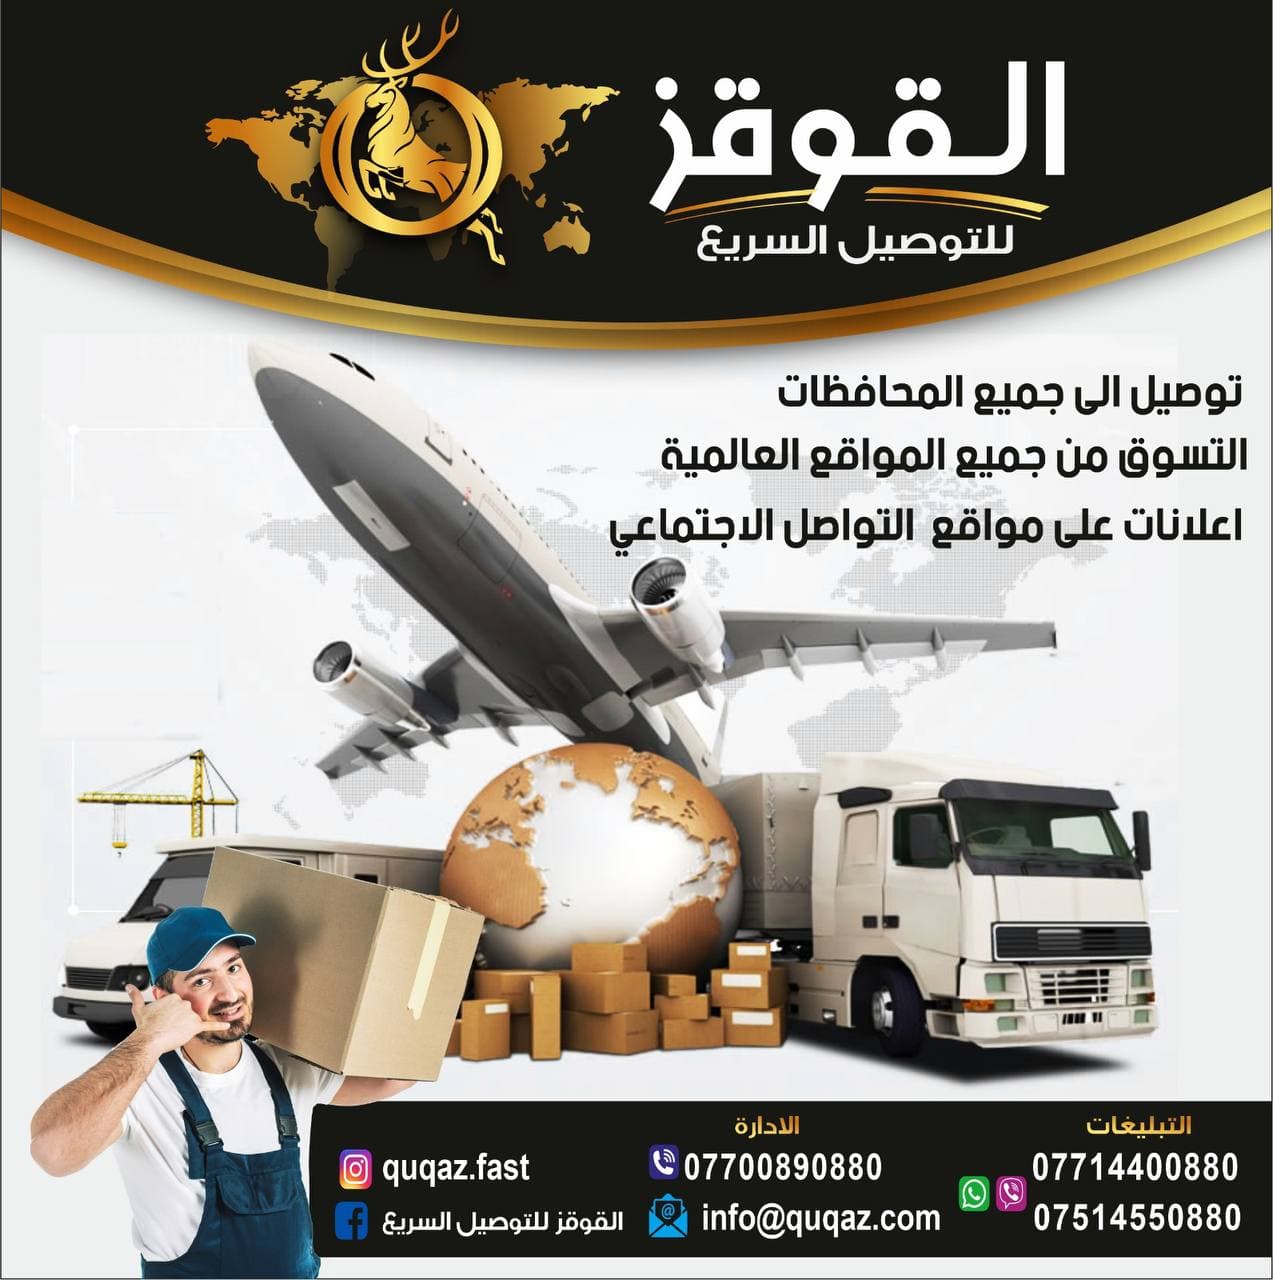 القوقز
للتوصيل السريع
توصيل الى جميع المحافظات
التسوق من جميع المواقع العالمية
اعلانات على مواقع التواصل الاجتماعي
التبليغات
07714400880
07514550880
الادارة
07700890880
info@quqaz.com
quqaz.fast
القوقز للتوصيل السريع